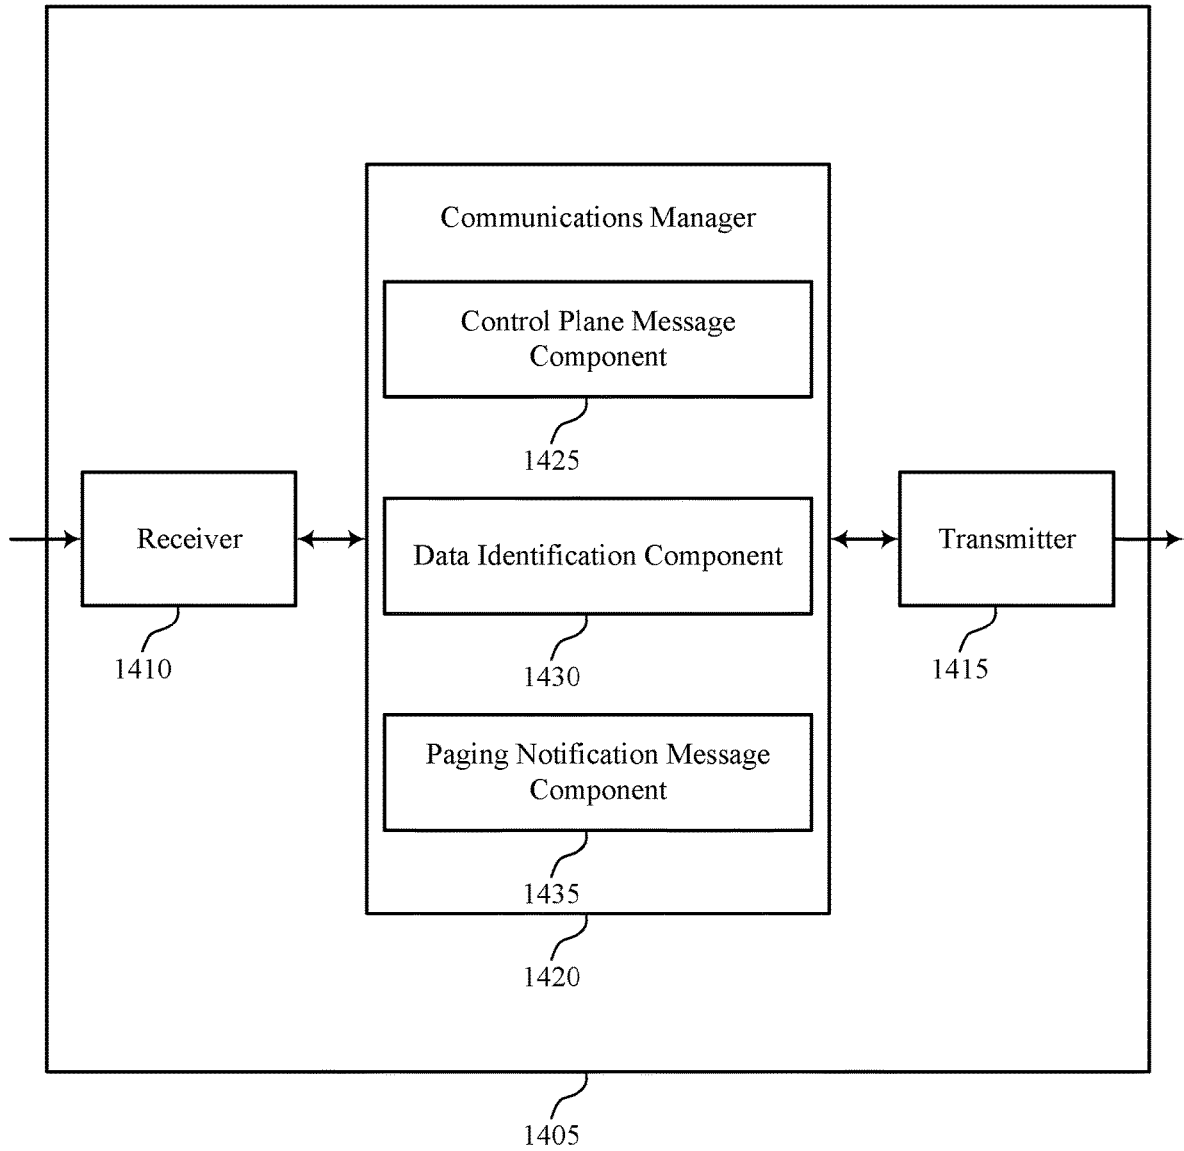 Communications Manager
Control Plane Message
Component
1425
Receiver
1410
Data Identification Component
1430
Transmitter
1415
Paging Notification Message
Component
1435
1420
1405